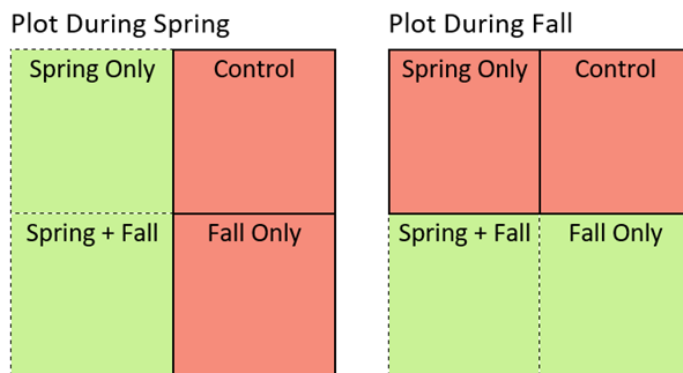 Plot During Spring
Plot During Fall
Spring Only
Control
Spring Only
Control
Spring + Fall
Fall Only
Spring + Fall
Fall Only